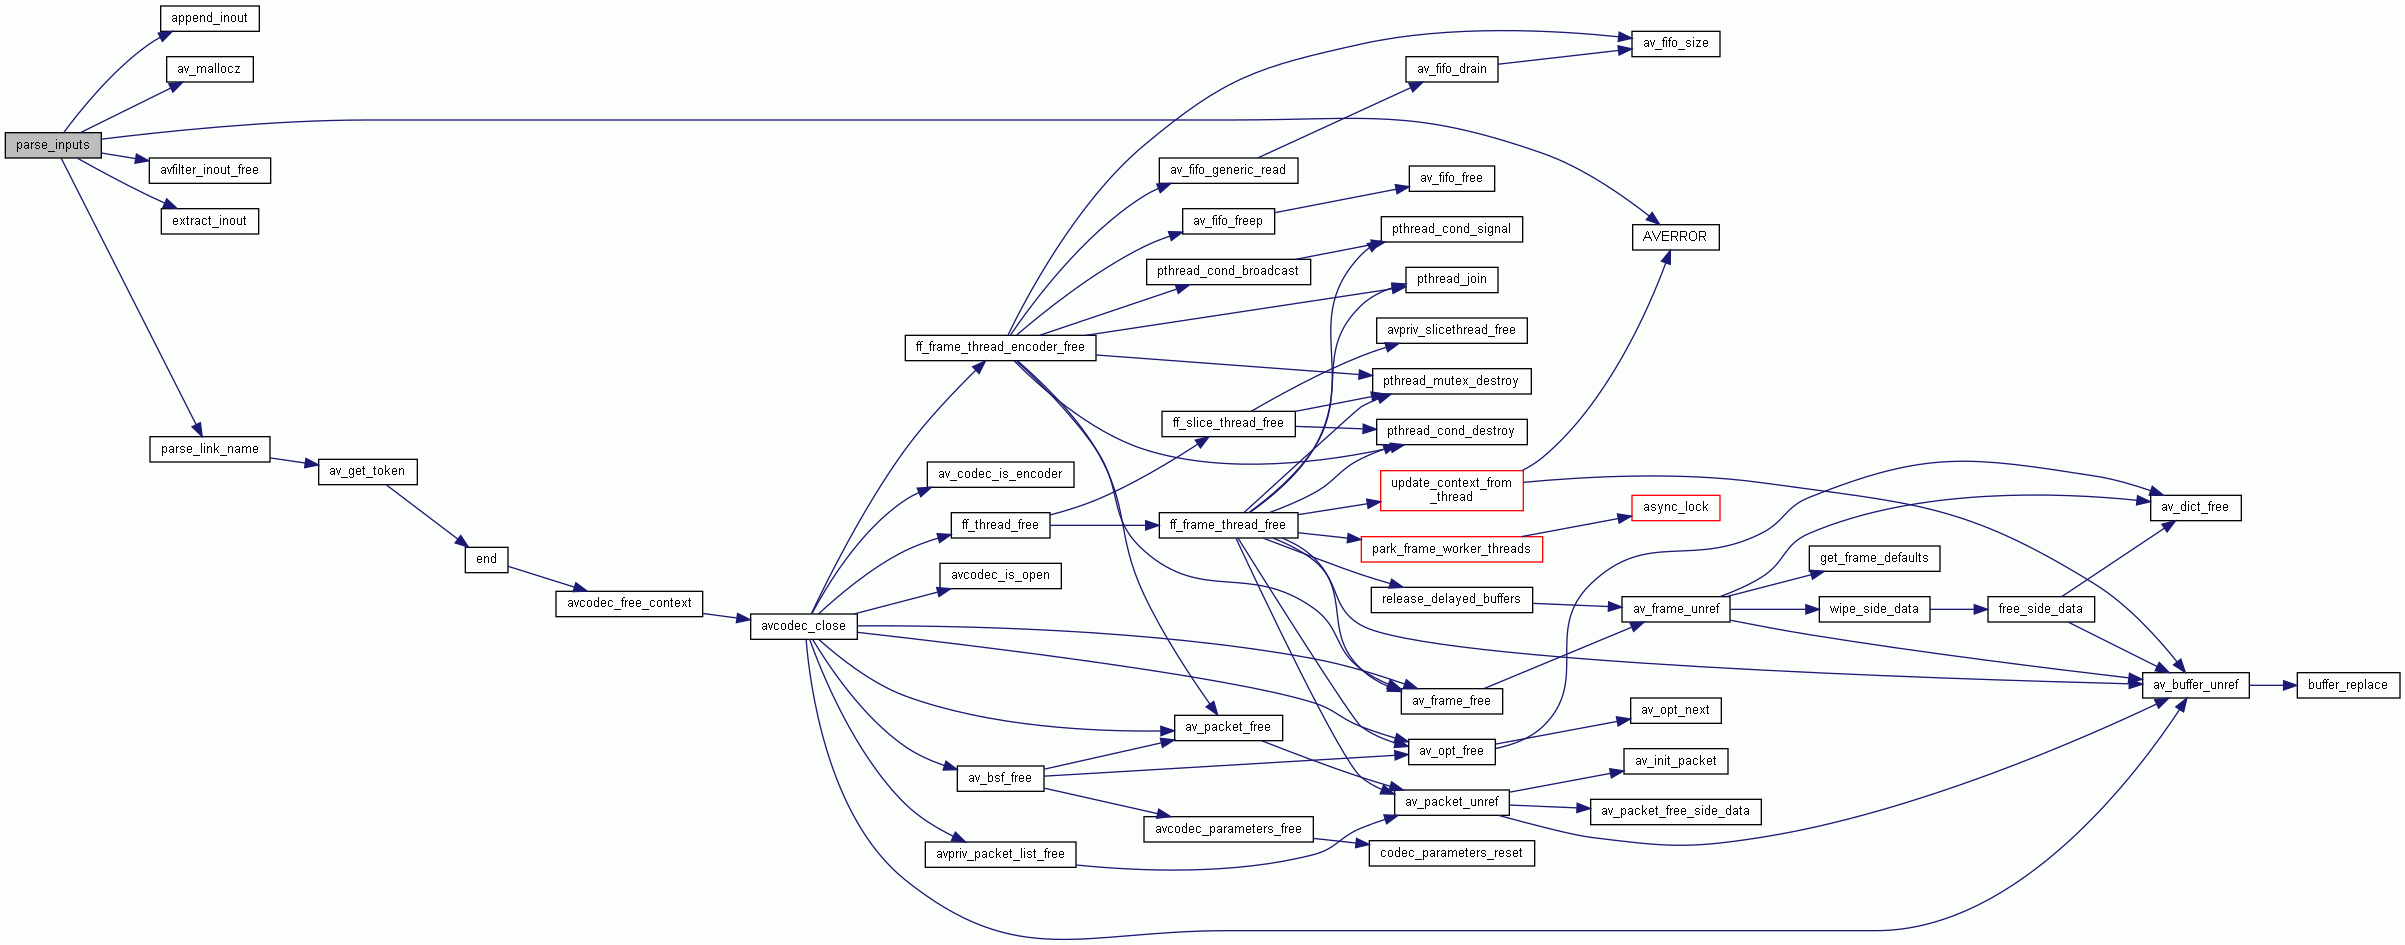 append_inout
av_mallocz
parse_inputs
avfilter_inout_free
extract_inout
parse_link_name
av_get_token
end
avcodec_free_context
avcodec_close
ff_frame_thread_encoder_free
av_codec_is_encoder
ff_thread_free
avcodec_is_open
av_bsf_free
avpriv_packet_list_free
av_fifo_generic_read
av_fifo_freep
pthread_cond_broadcast
ff_slice_thread_free
ff_frame_thread_free
av_packet_free
avcodec_parameters_free
av_fifo_drain
av_fifo_free
pthread_cond_signal
pthread_join
avpriv_slicethread_free
pthread_mutex_destroy
pthread_cond_destroy
update_context_from
_thread
park_frame_worker_threads
release_delayed_buffers
av_frame_free
av_opt_free
av_packet_unref
codec_parameters_reset
av_fifo_size
AVERROR
async_lock
av_frame_unref
av_opt_next
av_init_packet
av_packet_free_side_data
get_frame_defaults
wipe_side_data
free_side_data
av_dict_free
av_buffer_unref
buffer_replace